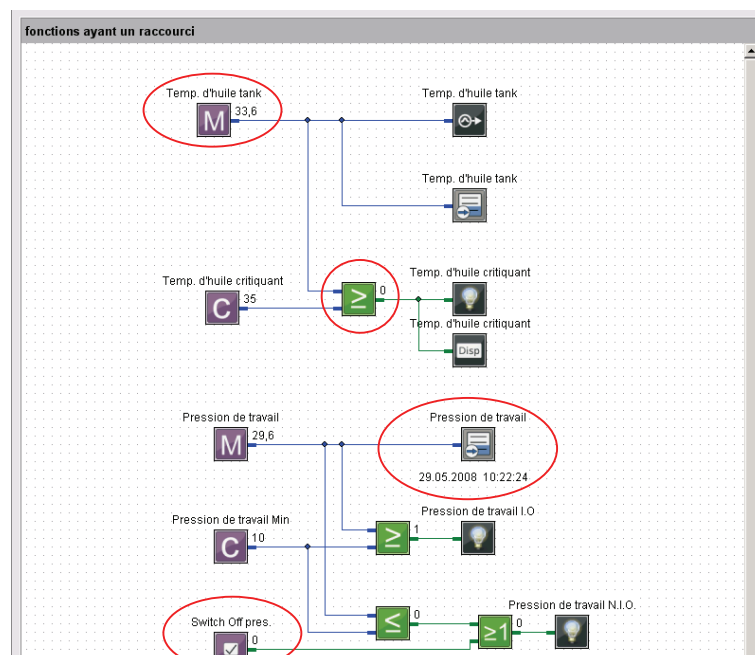 fonctions ayant un raccourci
Temp. d'huile tank
M 33,6
Temp. d'huile tank
Temp. d'huile tank
Temp. d'huile critiquant
C 35
≥ 0
Temp. d'huile critiquant
Temp. d'huile critiquant
Disp
Pression de travail
M 29,6
Pression de travail
29.05.2008 10:22:24
Pression de travail Min
C 10
≥ 1
Pression de travail I.O
≤ 0
Switch Off pres.
0
≥1 0
Pression de travail N.I.O.